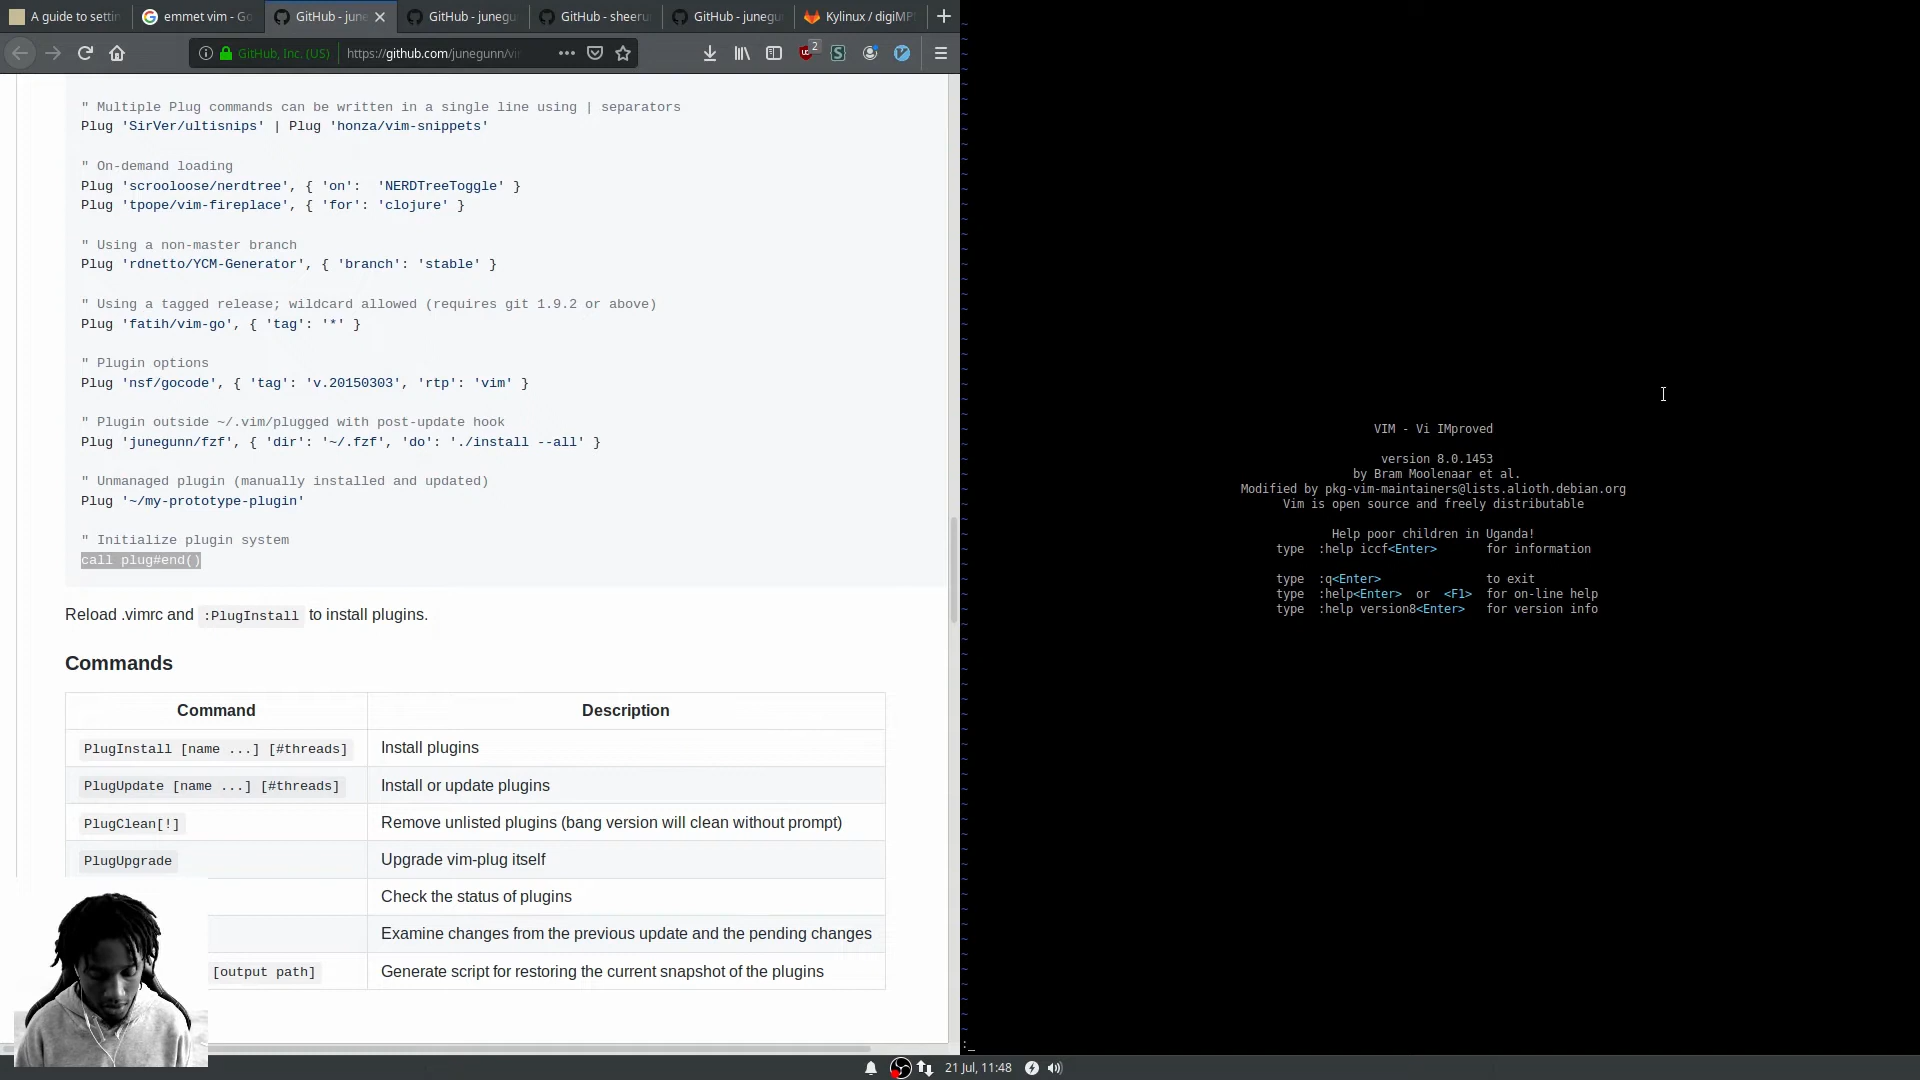 A guide to settin
emmet vim - Go
GitHub - june
GitHub - junegu
GitHub - sheeru
GitHub - junegu
Kylinux / digiMP
GitHub, Inc. (US)
https://github.com/junegunn/vi
2
" Multiple Plug commands can be written in a single line using | separators
Plug 'SirVer/ultisnips' | Plug 'honza/vim-snippets'
" On-demand loading
Plug 'scrooloose/nerdtree', { 'on':  'NERDTreeToggle' }
Plug 'tpope/vim-fireplace', { 'for': 'clojure' }
" Using a non-master branch
Plug 'rdnetto/YCM-Generator', { 'branch': 'stable' }
" Using a tagged release; wildcard allowed (requires git 1.9.2 or above)
Plug 'fatih/vim-go', { 'tag': '*' }
" Plugin options
Plug 'nsf/gocode', { 'tag': 'v.20150303', 'rtp': 'vim' }
" Plugin outside ~/.vim/plugged with post-update hook
Plug 'junegunn/fzf', { 'dir': '~/.fzf', 'do': './install --all' }
" Unmanaged plugin (manually installed and updated)
Plug '~/my-prototype-plugin'
" Initialize plugin system
call plug#end()
Reload .vimrc and :PlugInstall to install plugins.
Commands
Command Description
PlugInstall [name ...] [#threads] Install plugins
PlugUpdate [name ...] [#threads] Install or update plugins
PlugClean[!] Remove unlisted plugins (bang version will clean without prompt)
PlugUpgrade Upgrade vim-plug itself
Check the status of plugins
Examine changes from the previous update and the pending changes
[output path] Generate script for restoring the current snapshot of the plugins
VIM - Vi IMproved
version 8.0.1453
by Bram Moolenaar et al.
Modified by pkg-vim-maintainers@lists.alioth.debian.org
Vim is open source and freely distributable
Help poor children in Uganda!
type  :help iccf<Enter>       for information
type  :q<Enter>               to exit
type  :help<Enter>  or  <F1>  for on-line help
type  :help version8<Enter>   for version info
:
21 Jul, 11:48